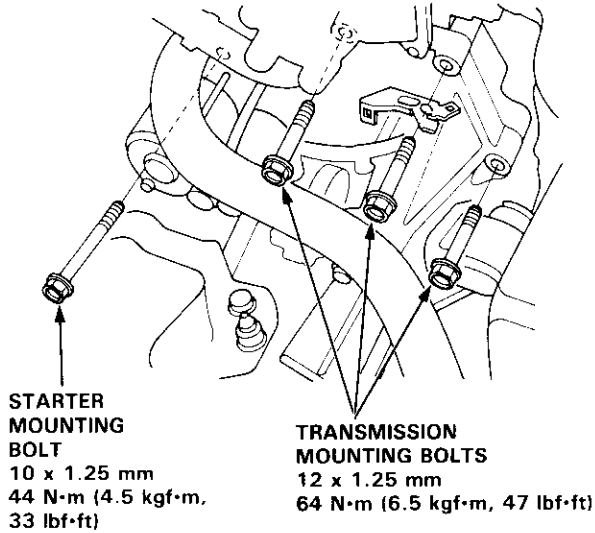 STARTER
MOUNTING
BOLT
10 x 1.25 mm
44 N·m (4.5 kgf·m,
33 lbf·ft)
TRANSMISSION
MOUNTING BOLTS
12 x 1.25 mm
64 N·m (6.5 kgf·m, 47 lbf·ft)